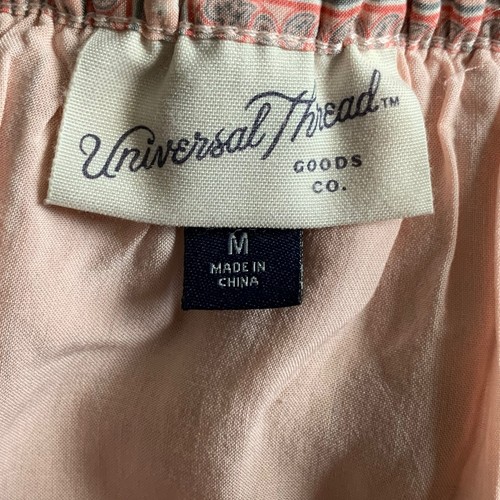 Universal Thread™
GOODS
CO.
M
MADE IN
CHINA